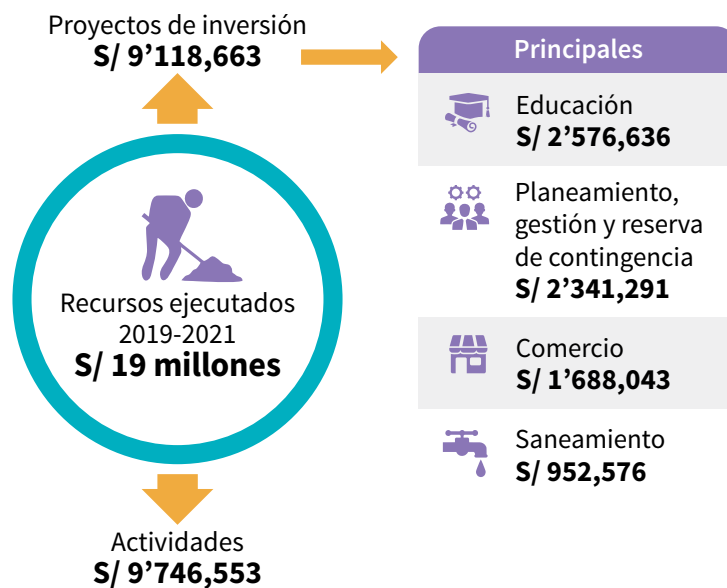 Proyectos de inversión
S/ 9’118,663
Recursos ejecutados
2019-2021
S/ 19 millones
Actividades
S/ 9’746,553
Principales
Educación
S/ 2’576,636
Planeamiento,
gestión y reserva
de contingencia
S/ 2’341,291
Comercio
S/ 1’688,043
Saneamiento
S/ 952,576